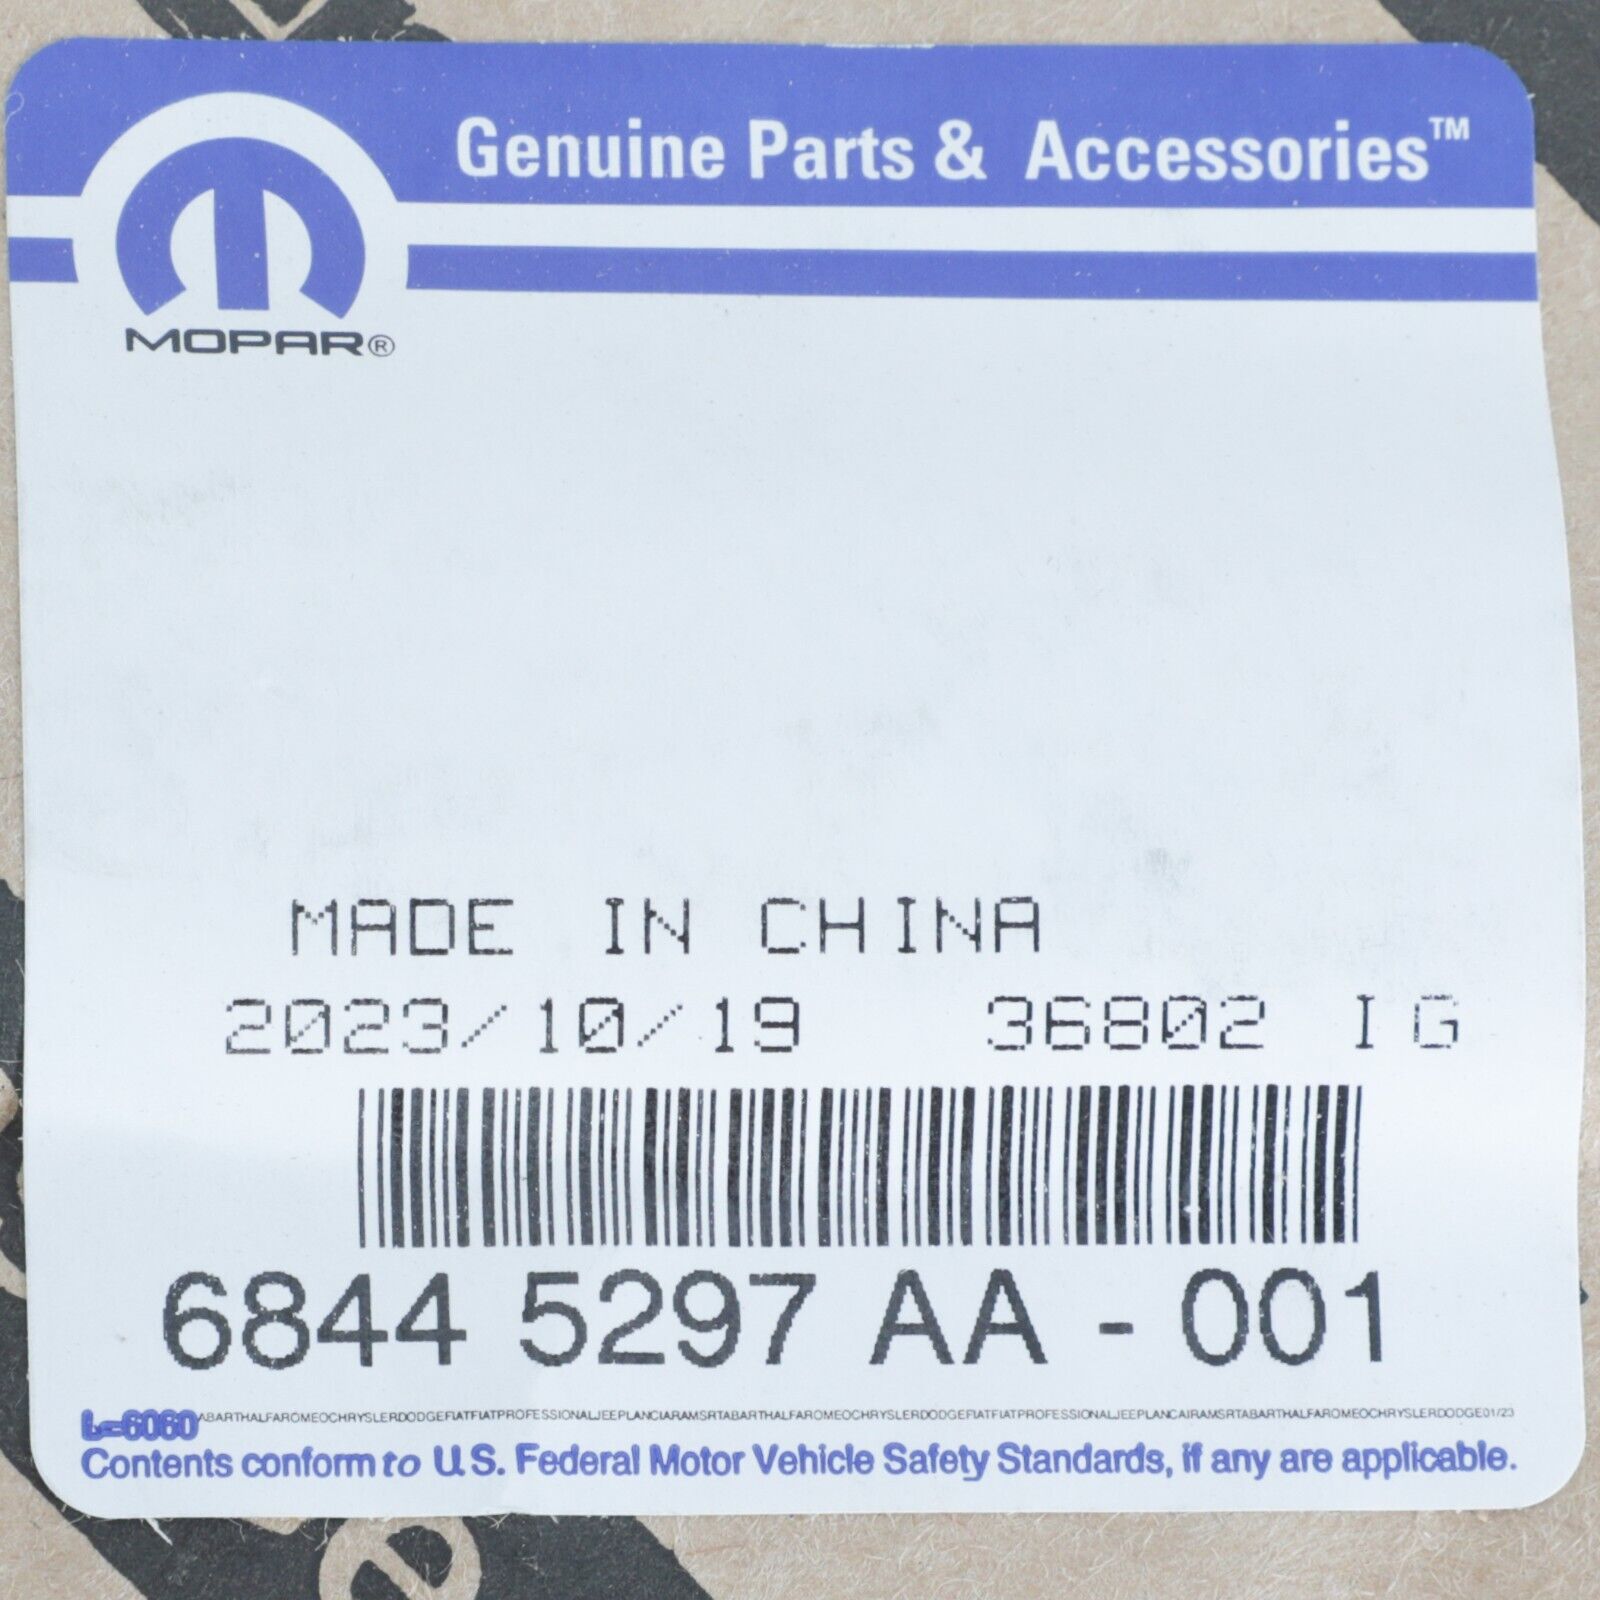 Genuine Parts & Accessories™
MOPAR®
MADE IN CHINA
2023/10/19 36802 IG
6844 5297 AA - 001
L-6060 ABARTHALFAROMEOCHRYSLERDODGEFIATFIATPROFESSIONALJEEPLANCIARAMSRTABARTHALFAROMEOCHRYSLERDODGEFIATFIATPROFESSIONALJEEPLANCAIRAMSRTABARTHALFAROMEOCHRYSLERDODGE01/23
Contents conform to U.S. Federal Motor Vehicle Safety Standards, if any are applicable.